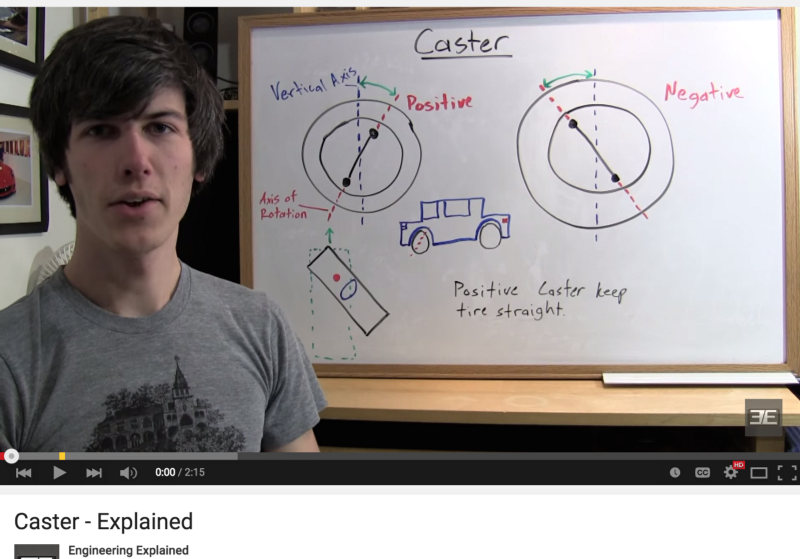 Caster
Vertical Axis
Positive
Negative
Axis of
Rotation
Positive Caster keep
tire straight.
EE
0:00 / 2:15
CC
HD
Caster - Explained
Engineering Explained